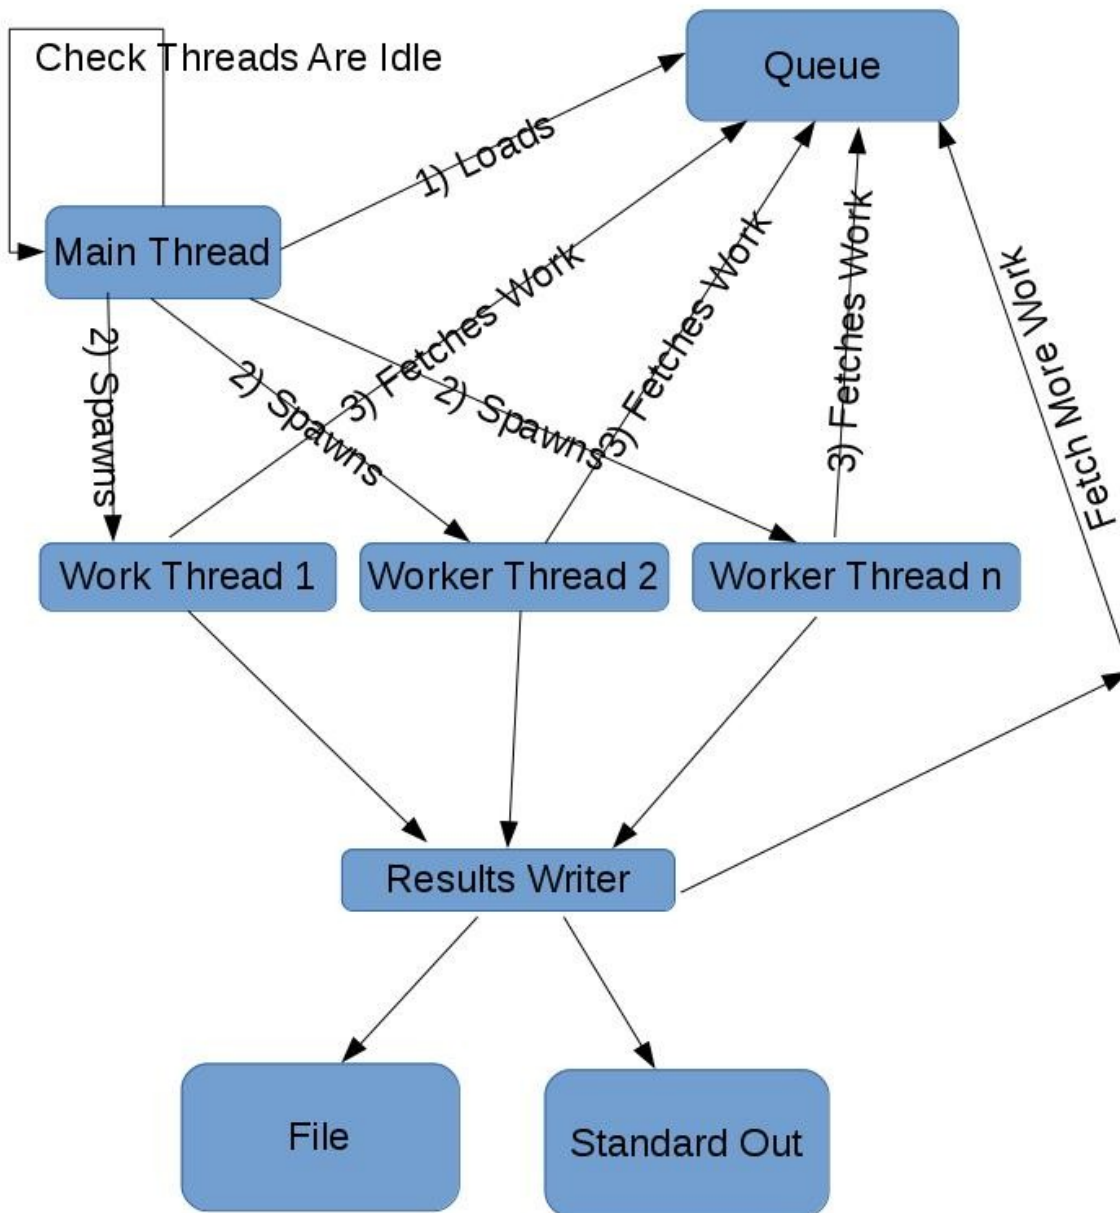 Check Threads Are Idle
Queue
1) Loads
Main Thread
2) Spawns
2) Spawns
2) Spawns
3) Fetches Work
3) Fetches Work
3) Fetches Work
Fetch More Work
Work Thread 1
Worker Thread 2
Worker Thread n
Results Writer
File
Standard Out